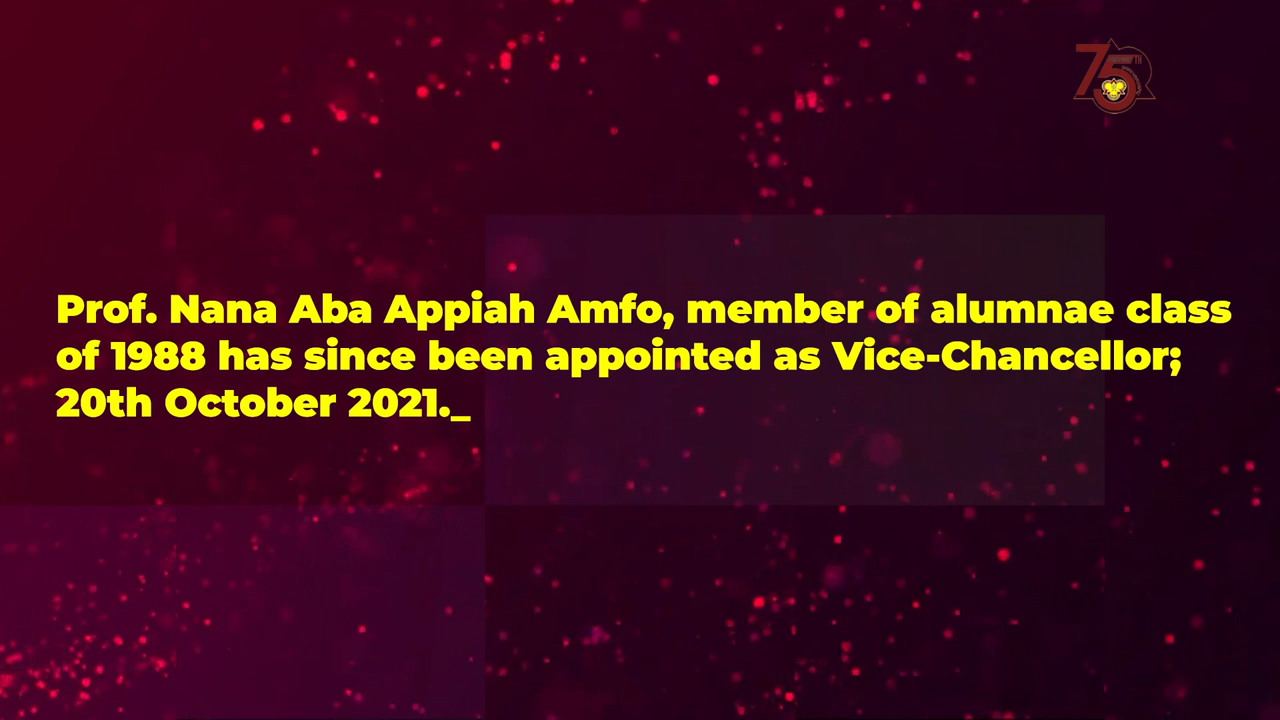 75
Prof. Nana Aba Appiah Amfo, member of alumnae class
of 1988 has since been appointed as Vice-Chancellor;
20th October 2021._